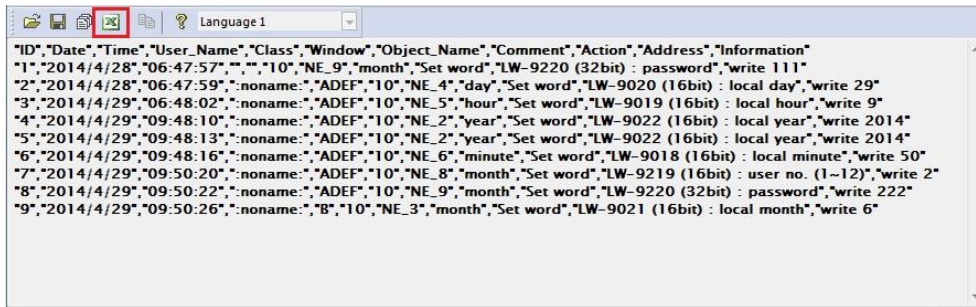 Language 1
"ID","Date","Time","User_Name","Class","Window","Object_Name","Comment","Action","Address","Information"
"1","2014/4/28","06:47:57","","","10","NE_9","month","Set word","LW-9220 (32bit) : password","write 111"
"2","2014/4/28","06:47:59",":noname:","ADEF","10","NE_4","day","Set word","LW-9020 (16bit) : local day","write 29"
"3","2014/4/29","06:48:02",":noname:","ADEF","10","NE_5","hour","Set word","LW-9019 (16bit) : local hour","write 9"
"4","2014/4/29","09:48:10",":noname:","ADEF","10","NE_2","year","Set word","LW-9022 (16bit) : local year","write 2014"
"5","2014/4/29","09:48:13",":noname:","ADEF","10","NE_2","year","Set word","LW-9022 (16bit) : local year","write 2014"
"6","2014/4/29","09:48:16",":noname:","ADEF","10","NE_6","minute","Set word","LW-9018 (16bit) : local minute","write 50"
"7","2014/4/29","09:50:20",":noname:","ADEF","10","NE_8","month","Set word","LW-9219 (16bit) : user no. (1~12)","write 2"
"8","2014/4/29","09:50:22",":noname:","ADEF","10","NE_9","month","Set word","LW-9220 (32bit) : password","write 222"
"9","2014/4/29","09:50:26",":noname:","B","10","NE_3","month","Set word","LW-9021 (16bit) : local month","write 6"